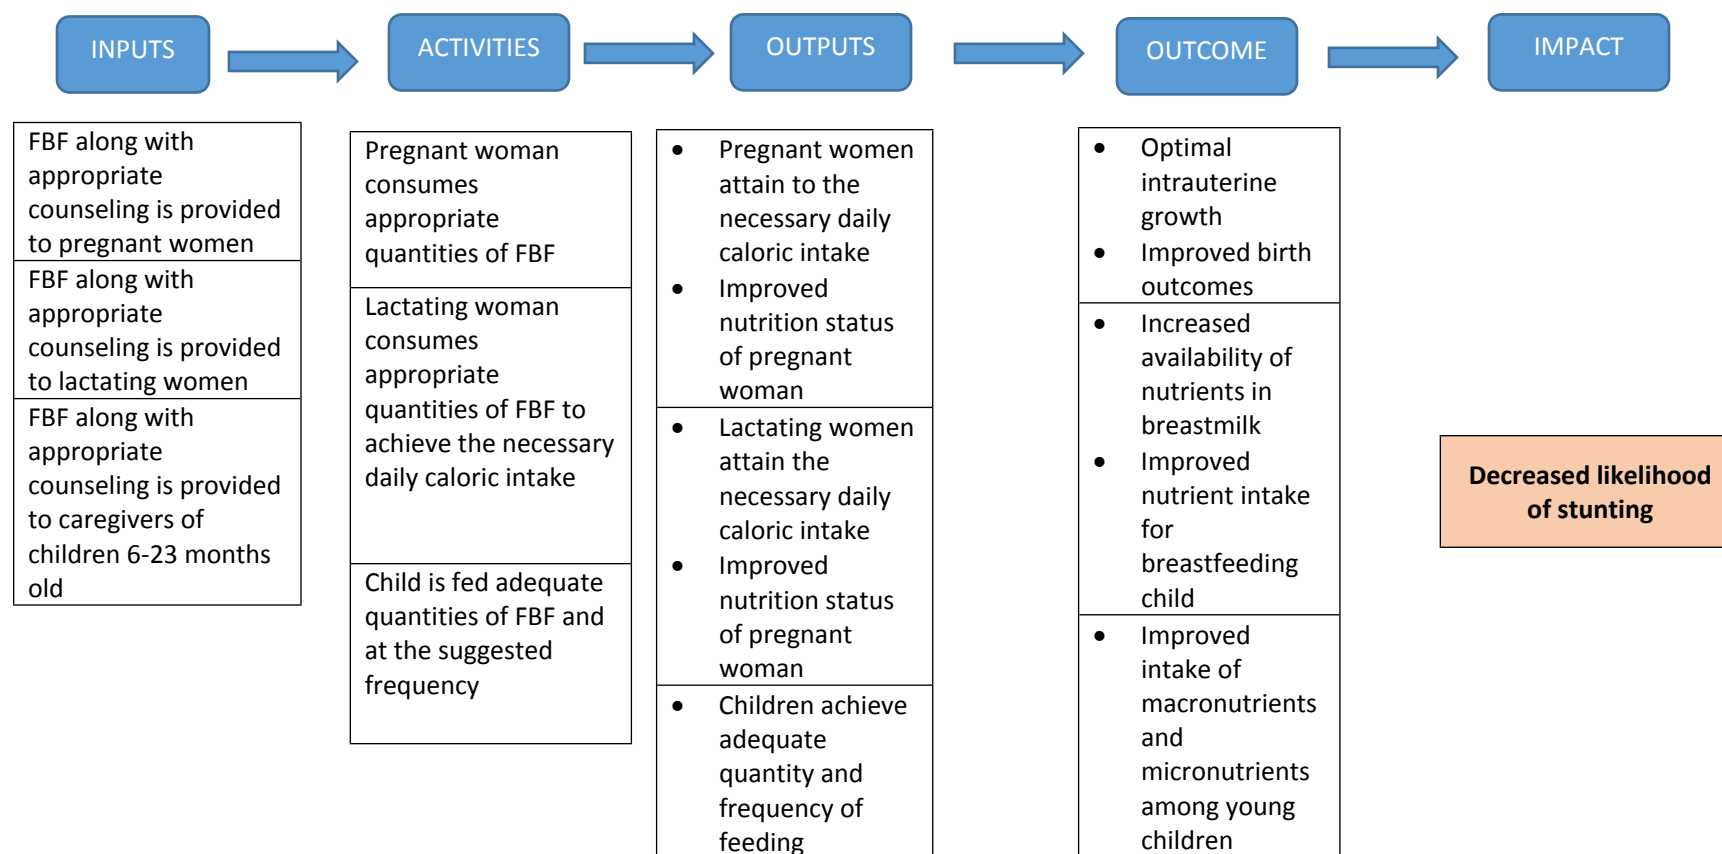 INPUTS
ACTIVITIES
OUTPUTS
OUTCOME
IMPACT
FBF along with
appropriate
counseling is provided
to pregnant women
FBF along with
appropriate
counseling is provided
to lactating women
FBF along with
appropriate
counseling is provided
to caregivers of
children 6-23 months
old
Pregnant woman
consumes
appropriate
quantities of FBF
Lactating woman
consumes
appropriate
quantities of FBF to
achieve the necessary
daily caloric intake
Child is fed adequate
quantities of FBF and
at the suggested
frequency
• Pregnant women
attain to the
necessary daily
caloric intake
• Improved
nutrition status
of pregnant
woman
• Lactating women
attain the
necessary daily
caloric intake
• Improved
nutrition status
of pregnant
woman
• Children achieve
adequate
quantity and
frequency of
feeding
• Optimal
intrauterine
growth
• Improved birth
outcomes
• Increased
availability of
nutrients in
breastmilk
• Improved
nutrient intake
for
breastfeeding
child
• Improved
intake of
macronutrients
and
micronutrients
among young
children
Decreased likelihood
of stunting